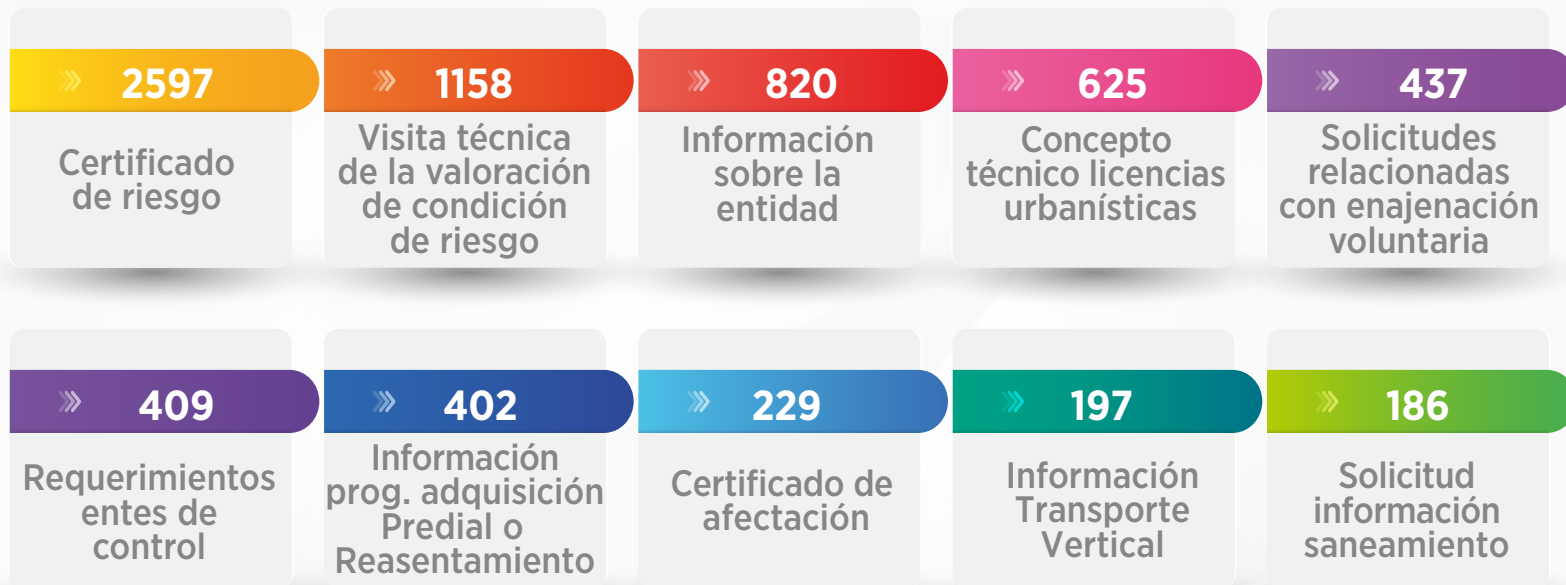 2597
Certificado
de riesgo
1158
Visita técnica
de la valoración
de condición
de riesgo
820
Información
sobre la
entidad
625
Concepto
técnico licencias
urbanísticas
437
Solicitudes
relacionadas
con enajenación
voluntaria
409
Requerimientos
entes de
control
402
Información
prog. adquisición
Predial o
Reasentamiento
229
Certificado de
afectación
197
Información
Transporte
Vertical
186
Solicitud
información
saneamiento